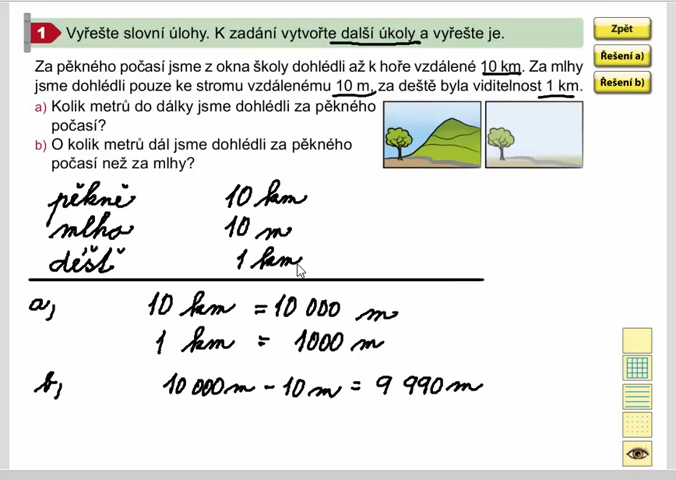 1 Vyřešte slovní úlohy. K zadání vytvořte další úkoly a vyřešte je.
Zpět
Řešení a)
Řešení b)
Za pěkného počasí jsme z okna školy dohlédli až k hoře vzdálené 10 km. Za mlhy
jsme dohlédli pouze ke stromu vzdálenému 10 m, za deště byla viditelnost 1 km.
a) Kolik metrů do dálky jsme dohlédli za pěkného
počasí?
b) O kolik metrů dál jsme dohlédli za pěkného
počasí než za mlhy?
pěkně 10 km
mlha 10 m
déšť 1 km
a, 10 km = 10 000 m
1 km = 1000 m
b, 10 000 m - 10 m = 9 990 m